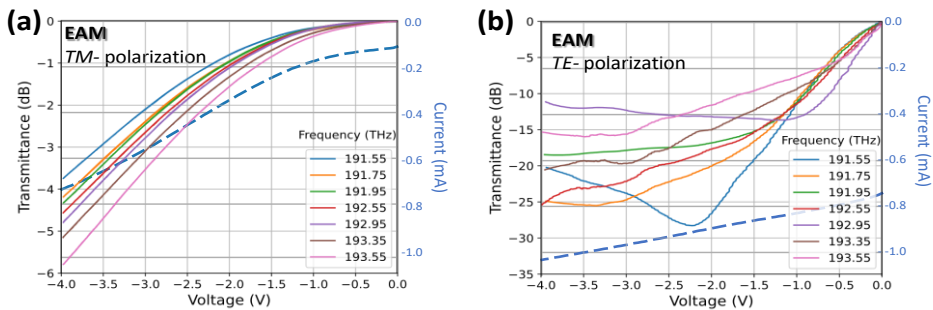 (a)
EAM
TM- polarization
Transmittance (dB)
0
−1
−2
−3
−4
−5
−6
Frequency (THz)
191.55
191.75
191.95
192.55
192.95
193.35
193.55
0.0
-0.2
-0.4
-0.6
-0.8
-1.0
Current (mA)
−4.0 −3.5 −3.0 −2.5 −2.0 −1.5 −1.0 −0.5 0.0
Voltage (V)
(b)
EAM
TE- polarization
Transmittance (dB)
0
−5
−10
−15
−20
−25
−30
−35
Frequency (THz)
191.55
191.75
191.95
192.55
192.95
193.35
193.55
0.0
-0.2
-0.4
-0.6
-0.8
-1.0
Current (mA)
−4.0 −3.5 −3.0 −2.5 −2.0 −1.5 −1.0 −0.5 0.0
Voltage (V)